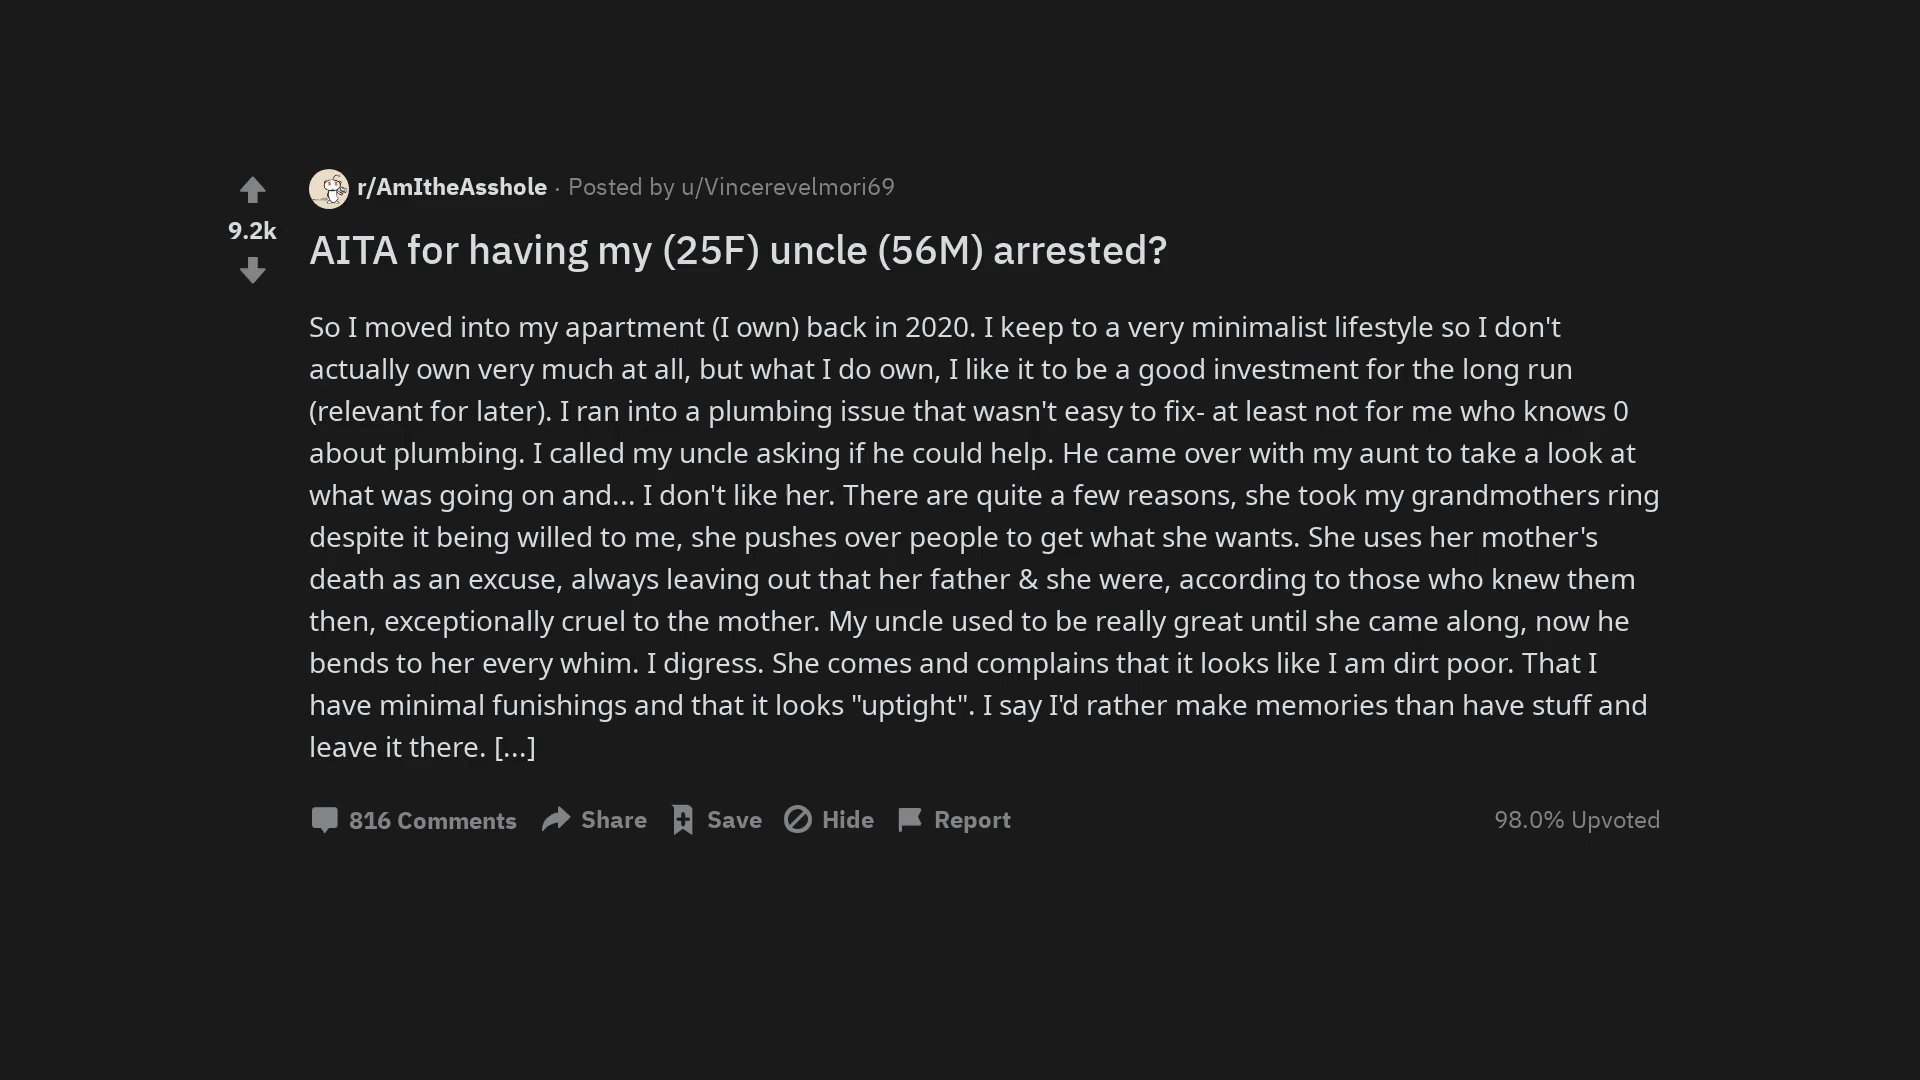 r/AmItheAsshole · Posted by u/Vincerevelmori69
9.2k
AITA for having my (25F) uncle (56M) arrested?
So I moved into my apartment (I own) back in 2020. I keep to a very minimalist lifestyle so I don't
actually own very much at all, but what I do own, I like it to be a good investment for the long run
(relevant for later). I ran into a plumbing issue that wasn't easy to fix- at least not for me who knows 0
about plumbing. I called my uncle asking if he could help. He came over with my aunt to take a look at
what was going on and... I don't like her. There are quite a few reasons, she took my grandmothers ring
despite it being willed to me, she pushes over people to get what she wants. She uses her mother's
death as an excuse, always leaving out that her father & she were, according to those who knew them
then, exceptionally cruel to the mother. My uncle used to be really great until she came along, now he
bends to her every whim. I digress. She comes and complains that it looks like I am dirt poor. That I
have minimal funishings and that it looks "uptight". I say I'd rather make memories than have stuff and
leave it there. [...]
816 Comments Share Save Hide Report 98.0% Upvoted